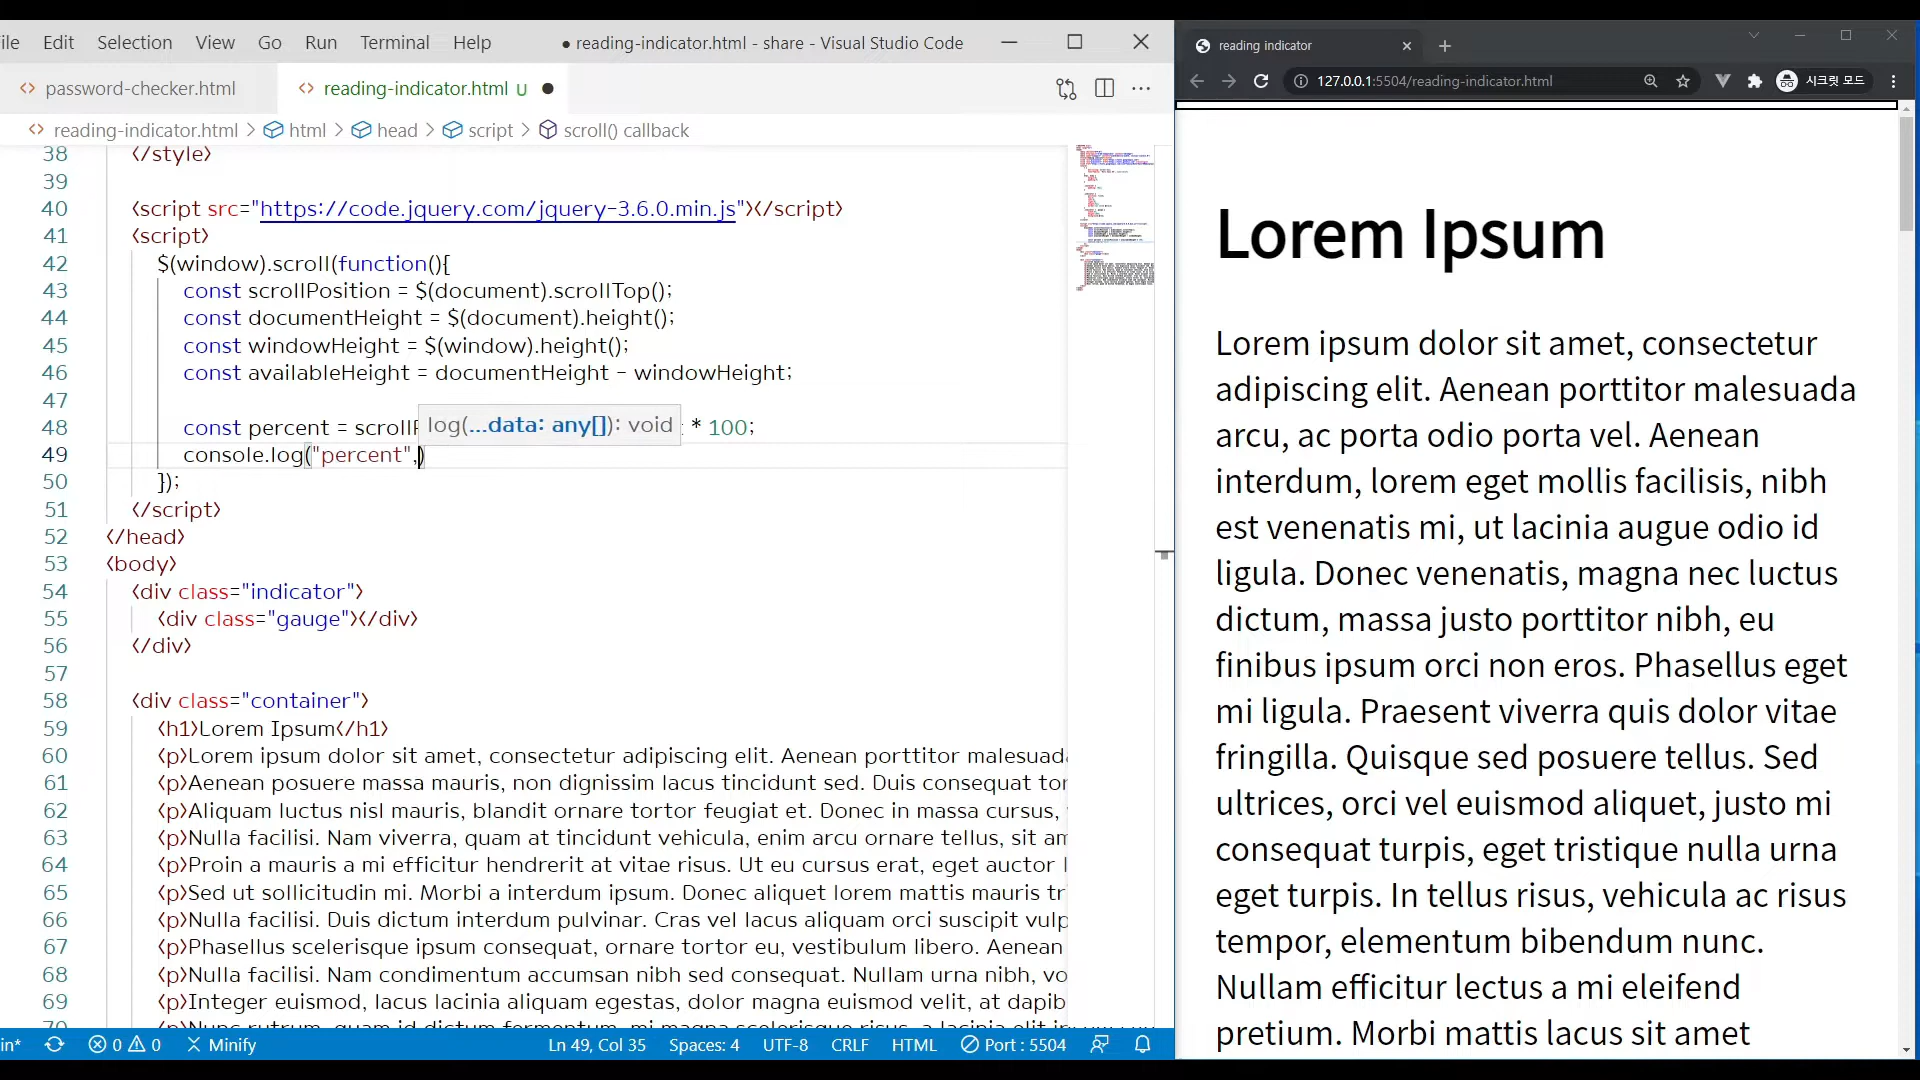 File Edit Selection View Go Run Terminal Help ● reading-indicator.html - share - Visual Studio Code
password-checker.html reading-indicator.html U ●
reading-indicator.html > html > head > script > scroll() callback
38 </style>
39
40 <script src="https://code.jquery.com/jquery-3.6.0.min.js"></script>
41 <script>
42 $(window).scroll(function(){
43 const scrollPosition = $(document).scrollTop();
44 const documentHeight = $(document).height();
45 const windowHeight = $(window).height();
46 const availableHeight = documentHeight - windowHeight;
47
log(...data: any[]): void
48 const percent = scrollP * 100;
49 console.log("percent",)
50 });
51 </script>
52 </head>
53 <body>
54 <div class="indicator">
55 <div class="gauge"></div>
56 </div>
57
58 <div class="container">
59 <h1>Lorem Ipsum</h1>
60 <p>Lorem ipsum dolor sit amet, consectetur adipiscing elit. Aenean porttitor malesuada
61 <p>Aenean posuere massa mauris, non dignissim lacus tincidunt sed. Duis consequat tor
62 <p>Aliquam luctus nisl mauris, blandit ornare tortor feugiat et. Donec in massa cursus,
63 <p>Nulla facilisi. Nam viverra, quam at tincidunt vehicula, enim arcu ornare tellus, sit am
64 <p>Proin a mauris a mi efficitur hendrerit at vitae risus. Ut eu cursus erat, eget auctor l
65 <p>Sed ut sollicitudin mi. Morbi a interdum ipsum. Donec aliquet lorem mattis mauris tr
66 <p>Nulla facilisi. Duis dictum interdum pulvinar. Cras vel lacus aliquam orci suscipit vulp
67 <p>Phasellus scelerisque ipsum consequat, ornare tortor eu, vestibulum libero. Aenean
68 <p>Nulla facilisi. Nam condimentum accumsan nibh sed consequat. Nullam urna nibh, vo
69 <p>Integer euismod, lacus lacinia aliquam egestas, dolor magna euismod velit, at dapib
in* 0 0 Minify Ln 49, Col 35 Spaces: 4 UTF-8 CRLF HTML Port : 5504
reading indicator
127.0.0.1:5504/reading-indicator.html 시크릿 모드
Lorem Ipsum
Lorem ipsum dolor sit amet, consectetur
adipiscing elit. Aenean porttitor malesuada
arcu, ac porta odio porta vel. Aenean
interdum, lorem eget mollis facilisis, nibh
est venenatis mi, ut lacinia augue odio id
ligula. Donec venenatis, magna nec luctus
dictum, massa justo porttitor nibh, eu
finibus ipsum orci non eros. Phasellus eget
mi ligula. Praesent viverra quis dolor vitae
fringilla. Quisque sed posuere tellus. Sed
ultrices, orci vel euismod aliquet, justo mi
consequat turpis, eget tristique nulla urna
eget turpis. In tellus risus, vehicula ac risus
tempor, elementum bibendum nunc.
Nullam efficitur lectus a mi eleifend
pretium. Morbi mattis lacus sit amet